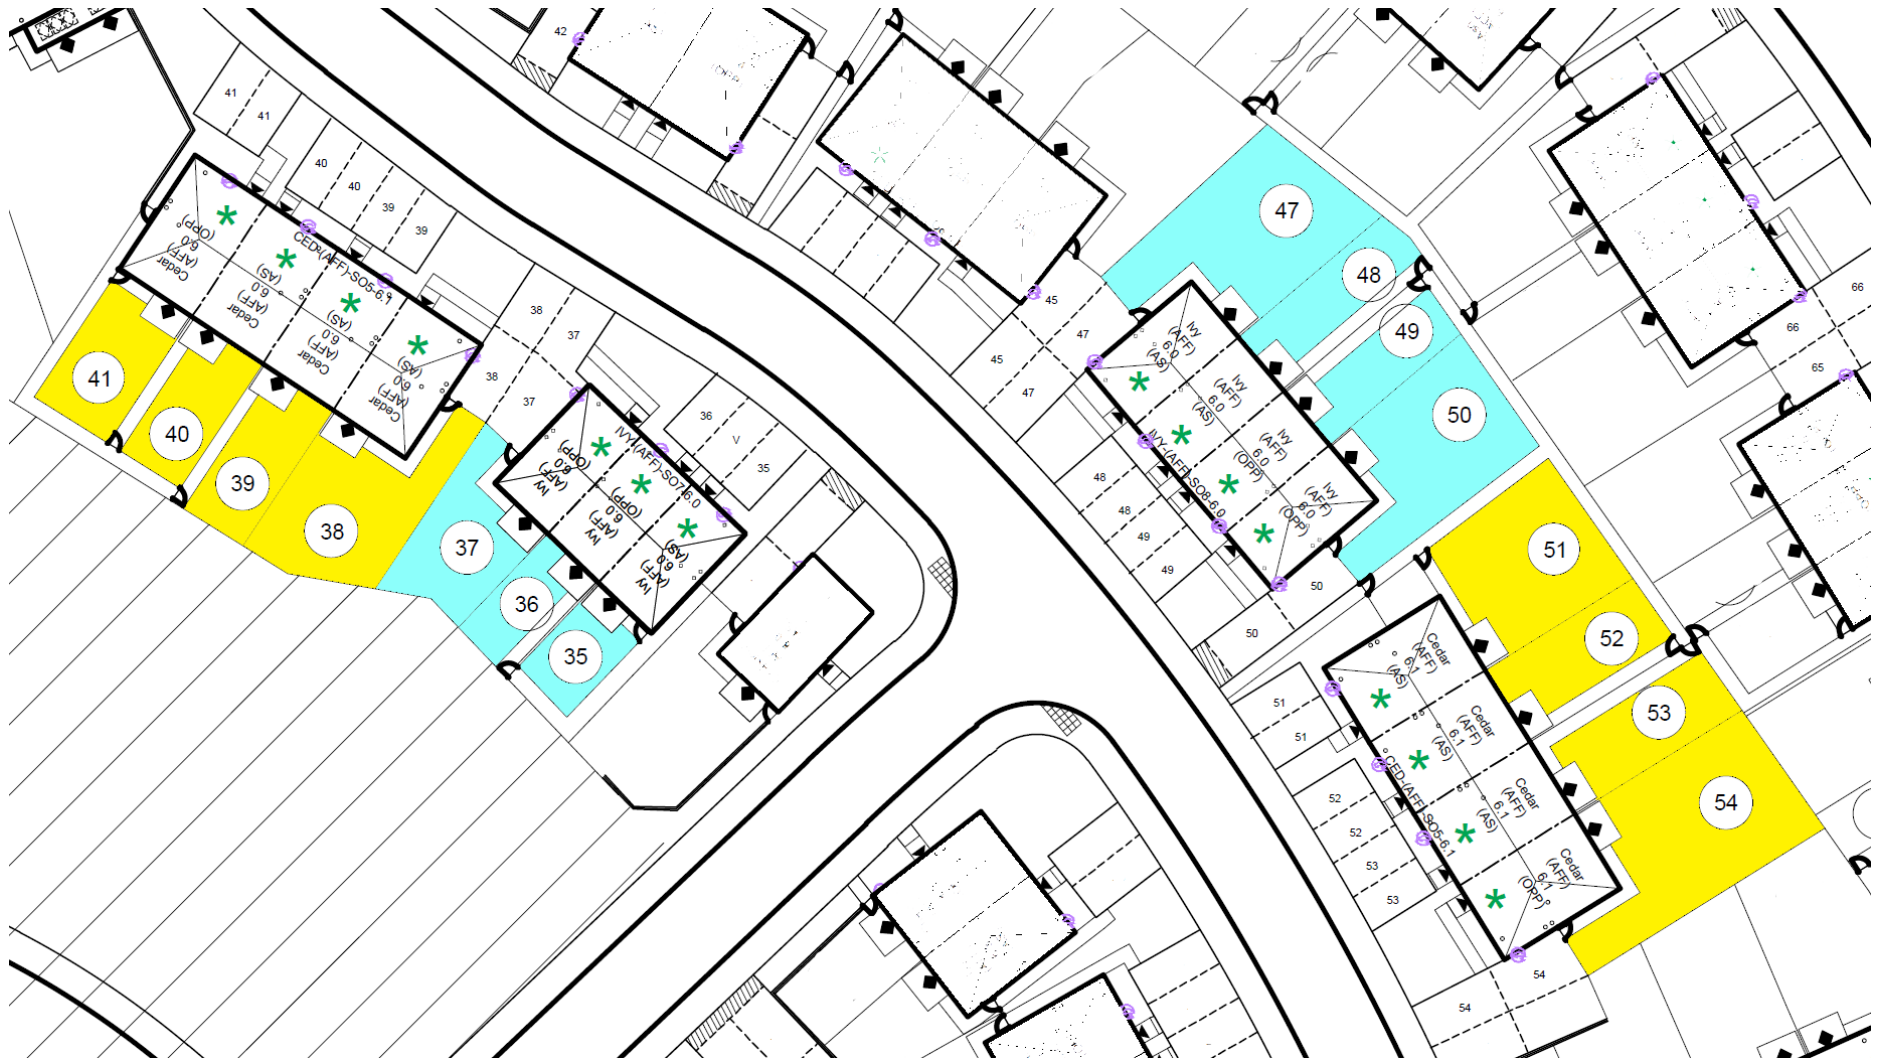 42
41
41
40
40
39
39
Cedar
(AFF)
6.0
(OPP)
Cedar
(AFF)
6.0
(AS)
Cedar
(AFF)
6.0
(AS)
Cedar
(AFF)
6.0
(AS)
CED-(AFF)-SO5-6.1
38
37
38
37
41
40
39
38
Ivy
(AFF)
6.0
(OPP)
Ivy
(AFF)
6.0
(OPP)
Ivy
(AFF)
6.0
(AS)
IVY-(AFF)-SO7-6.0
36
V
35
37
36
35
45
47
45
47
47
48
49
50
Ivy
(AFF)
6.0
(AS)
Ivy
(AFF)
6.0
(AS)
Ivy
(AFF)
6.0
(OPP)
Ivy
(AFF)
6.0
(OPP)
IVY-(AFF)-SO8-6.0
48
48
49
49
50
50
66
66
65
51
52
53
54
Cedar
(AFF)
6.1
(AS)
Cedar
(AFF)
6.1
(AS)
Cedar
(AFF)
6.1
(AS)
Cedar
(AFF)
6.1
(OPP)
CED-(AFF)-SO5-6.1
51
51
52
52
53
53
54
54